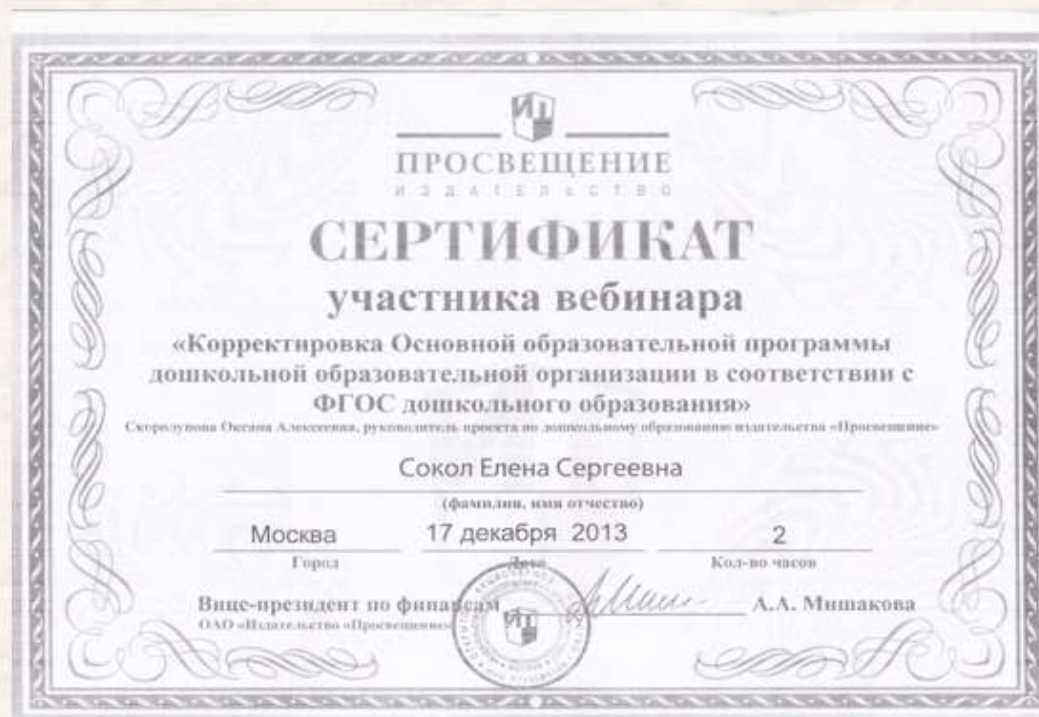 ПРОСВЕЩЕНИЕ
ИЗДАТЕЛЬСТВО
СЕРТИФИКАТ
участника вебинара
«Корректировка Основной образовательной программы
дошкольной образовательной организации в соответствии с
ФГОС дошкольного образования»
Скоролупова Оксана Алексеевна, руководитель проекта по дошкольному образованию издательства «Просвещение»
Сокол Елена Сергеевна
(фамилия, имя отчество)
Москва 17 декабря 2013 2
Город Дата Кол-во часов
Вице-президент по финансам А.А. Мишакова
ОАО «Издательство «Просвещение»